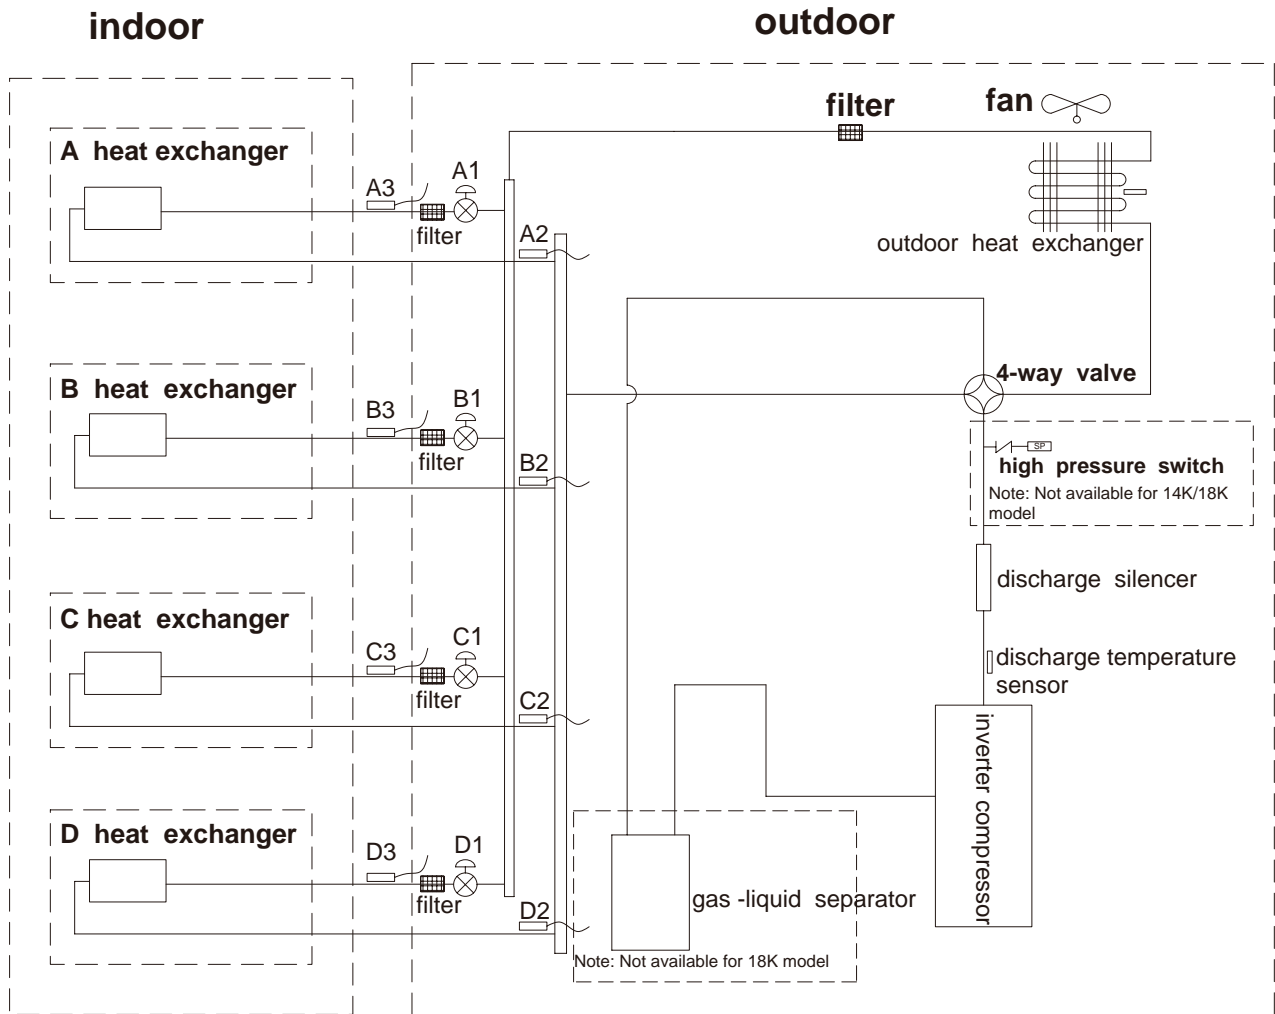 indoor
outdoor
filter
fan
A heat exchanger
A3
A1
filter
A2
outdoor heat exchanger
4-way valve
B heat exchanger
B3
B1
filter
B2
SP
high pressure switch
Note: Not available for 14K/18K
model
discharge silencer
C heat exchanger
C3
C1
filter
C2
discharge temperature
sensor
inverter compressor
D heat exchanger
D3
D1
filter
D2
gas -liquid separator
Note: Not available for 18K model